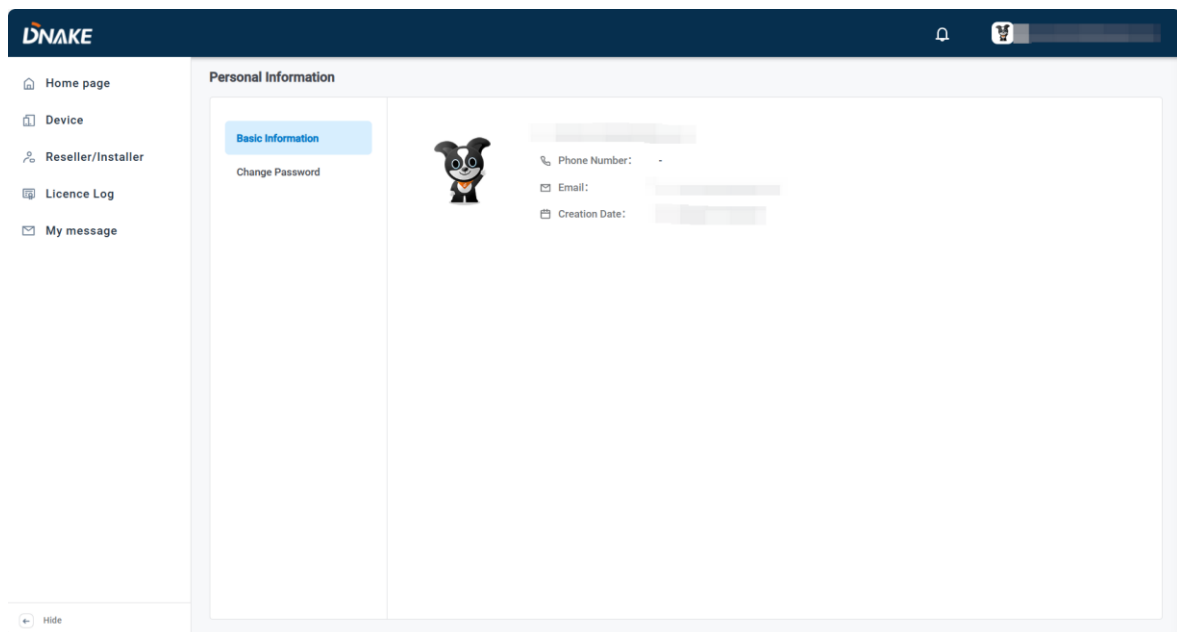 DNAKE
Home page
Device
Reseller/Installer
Licence Log
My message
Hide
Personal Information
Basic Information
Change Password
Phone Number: -
Email:
Creation Date: